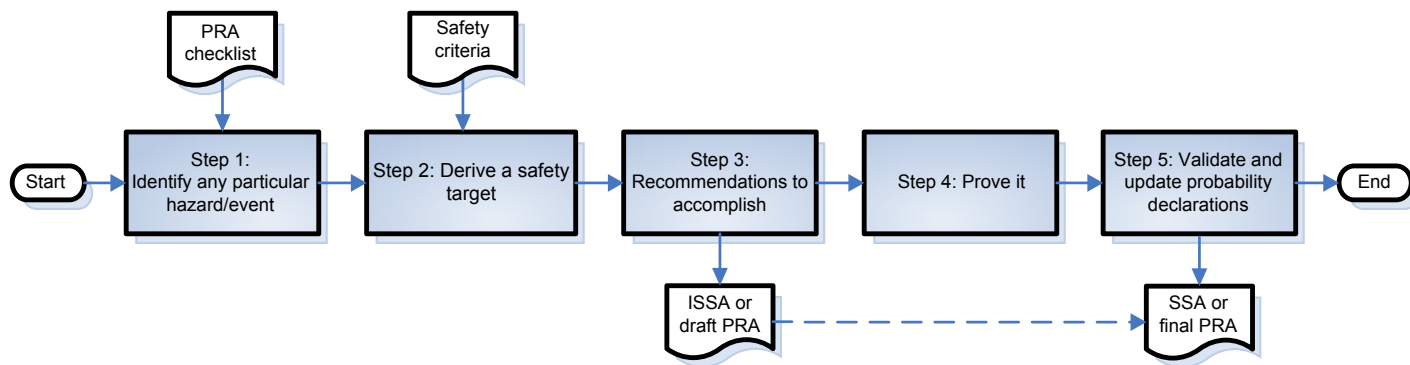 PRA
checklist
Safety
criteria
Start
Step 1:
Identify any particular
hazard/event
Step 2: Derive a safety
target
Step 3:
Recommendations to
accomplish
Step 4: Prove it
Step 5: Validate and
update probability
declarations
End
ISSA or
draft PRA
SSA or
final PRA